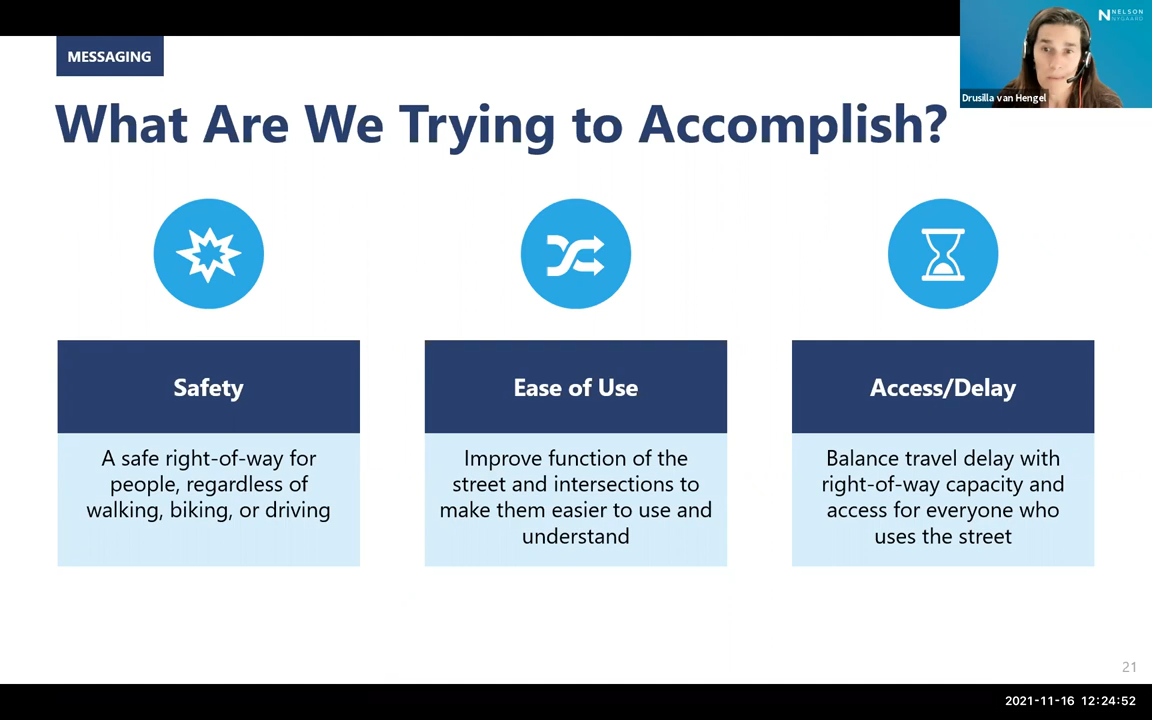 MESSAGING
What Are We Trying to Accomplish?
NELSON
NYGAARD
Drusilla van Hengel
Safety
A safe right-of-way for
people, regardless of
walking, biking, or driving
Ease of Use
Improve function of the
street and intersections to
make them easier to use and
understand
Access/Delay
Balance travel delay with
right-of-way capacity and
access for everyone who
uses the street
21
2021-11-16 12:24:52